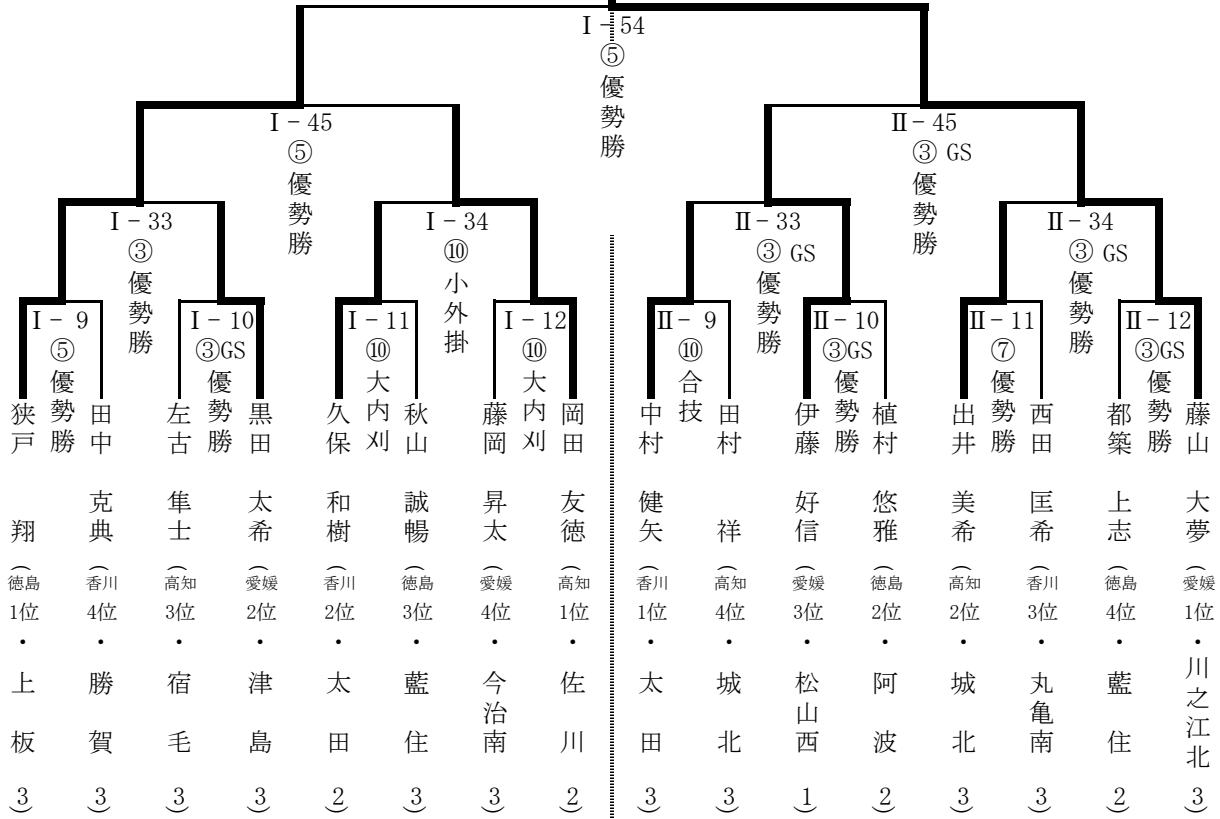 Ⅰ－54
⑤
優勢勝
Ⅰ－45
⑤
優勢勝
Ⅱ－45
③ GS
優勢勝
Ⅰ－33
③
優勢勝
Ⅰ－34
⑩
小外掛
Ⅱ－33
③ GS
優勢勝
Ⅱ－34
③ GS
優勢勝
Ⅰ－9
⑤
優勢勝
Ⅰ－10
③GS
優勢勝
Ⅰ－11
⑩
大内刈
Ⅰ－12
⑩
大内刈
Ⅱ－9
⑩
合技
Ⅱ－10
③GS
優勢勝
Ⅱ－11
⑦
優勢勝
Ⅱ－12
③GS
優勢勝
狭戸 翔（徳島1位・上板3）
田中 克典（香川4位・勝賀3）
左古 隼士（高知3位・宿毛3）
黒田 太希（愛媛2位・津島3）
久保 和樹（香川2位・太田2）
秋山 誠暢（徳島3位・藍住3）
藤岡 昇太（愛媛4位・今治南3）
岡田 友徳（高知1位・佐川2）
中村 健矢（香川1位・太田3）
田村 祥（高知4位・城北3）
伊藤 好信（愛媛3位・松山西1）
植村 悠雅（徳島2位・阿波2）
出井 美希（高知2位・城北3）
西田 匡希（香川3位・丸亀南3）
都築 上志（徳島4位・藍住2）
藤山 大夢（愛媛1位・川之江北3）